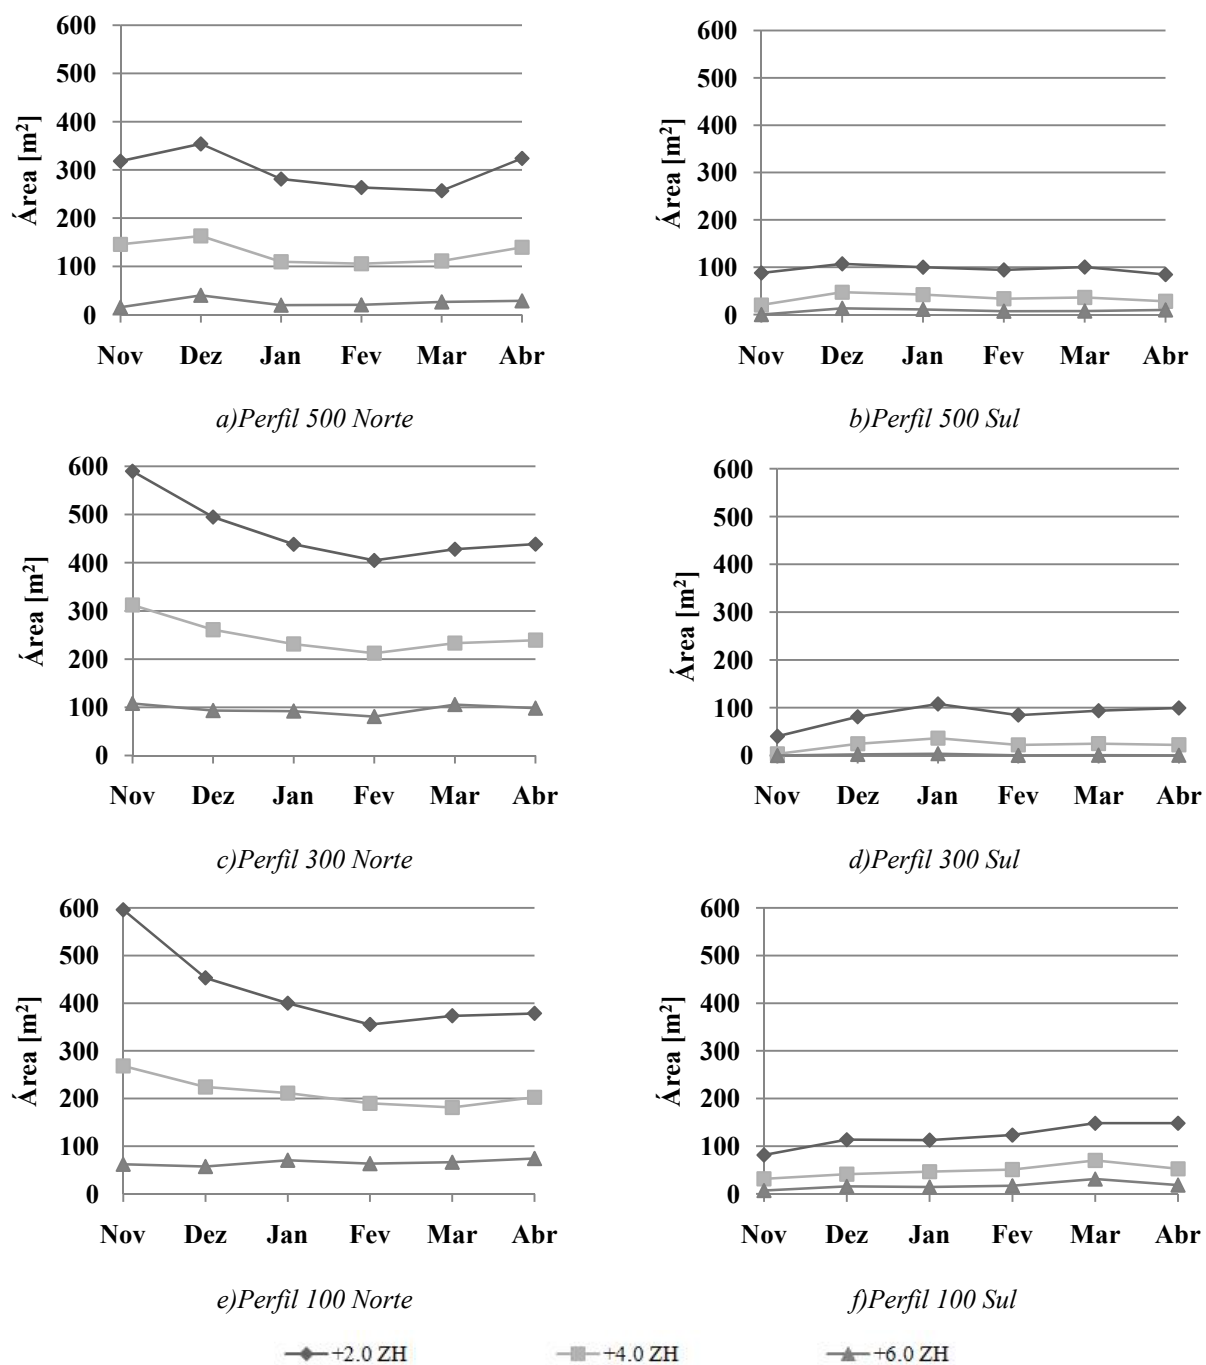 600
500
400
300
200
100
0
Área [m²]
Nov Dez Jan Fev Mar Abr
a)Perfil 500 Norte
600
500
400
300
200
100
0
Área [m²]
Nov Dez Jan Fev Mar Abr
b)Perfil 500 Sul
600
500
400
300
200
100
0
Área [m²]
Nov Dez Jan Fev Mar Abr
c)Perfil 300 Norte
600
500
400
300
200
100
0
Área [m²]
Nov Dez Jan Fev Mar Abr
d)Perfil 300 Sul
600
500
400
300
200
100
0
Área [m²]
Nov Dez Jan Fev Mar Abr
e)Perfil 100 Norte
600
500
400
300
200
100
0
Área [m²]
Nov Dez Jan Fev Mar Abr
f)Perfil 100 Sul
+2.0 ZH +4.0 ZH +6.0 ZH